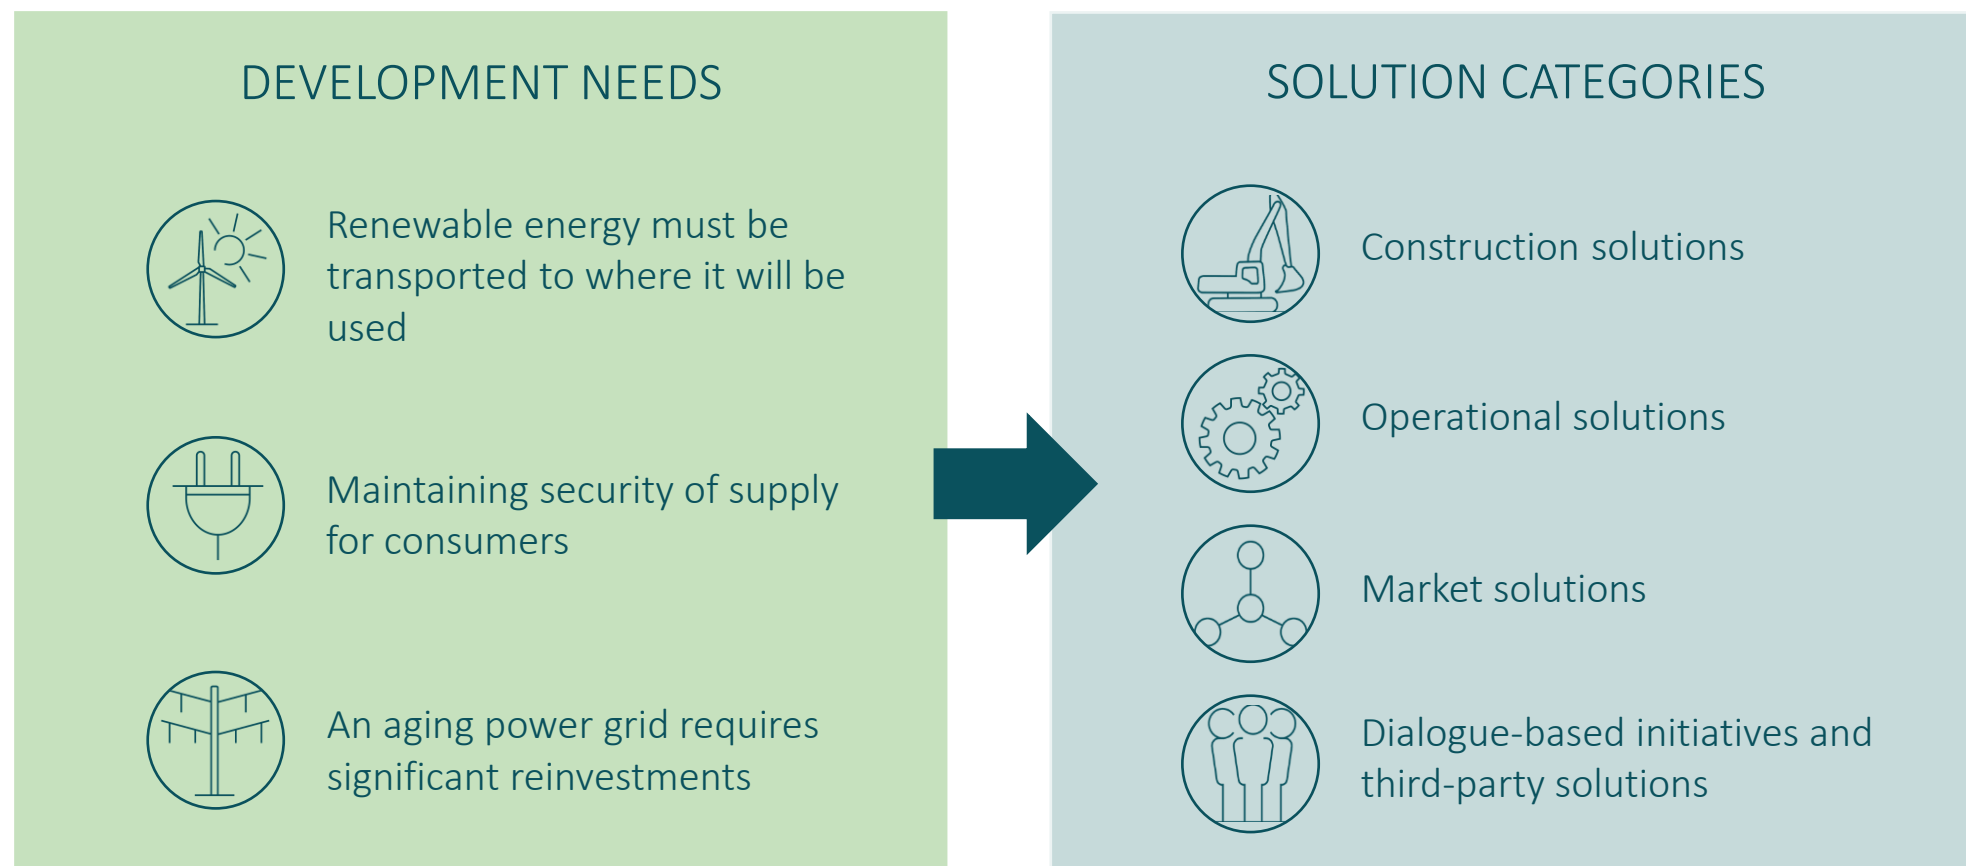 DEVELOPMENT NEEDS
Renewable energy must be
transported to where it will be
used
Maintaining security of supply
for consumers
An aging power grid requires
significant reinvestments
SOLUTION CATEGORIES
Construction solutions
Operational solutions
Market solutions
Dialogue-based initiatives and
third-party solutions